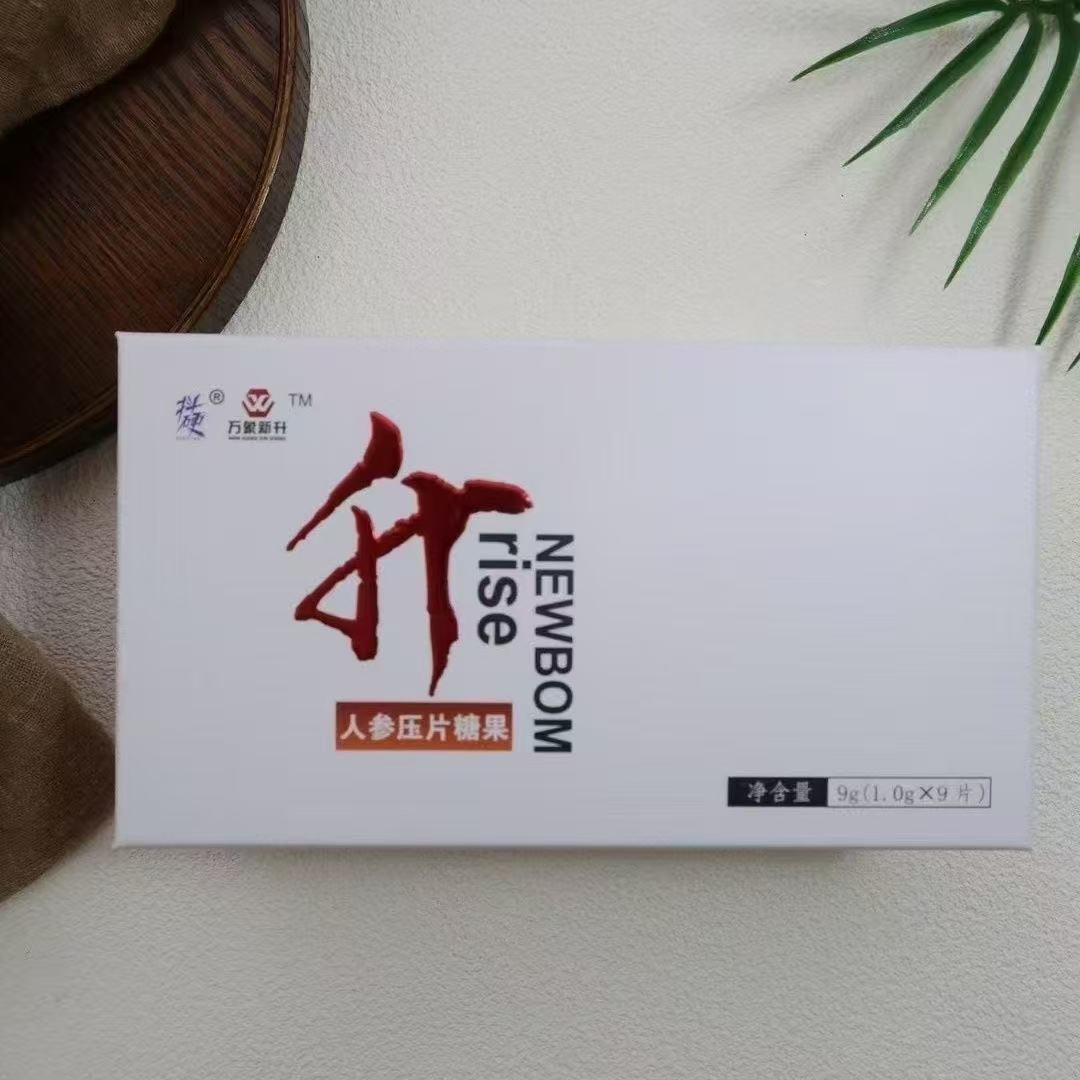 ®
万象新升 TM
升
rise
NEWBOM
人参压片糖果
净含量 9g(1.0g×9 片)